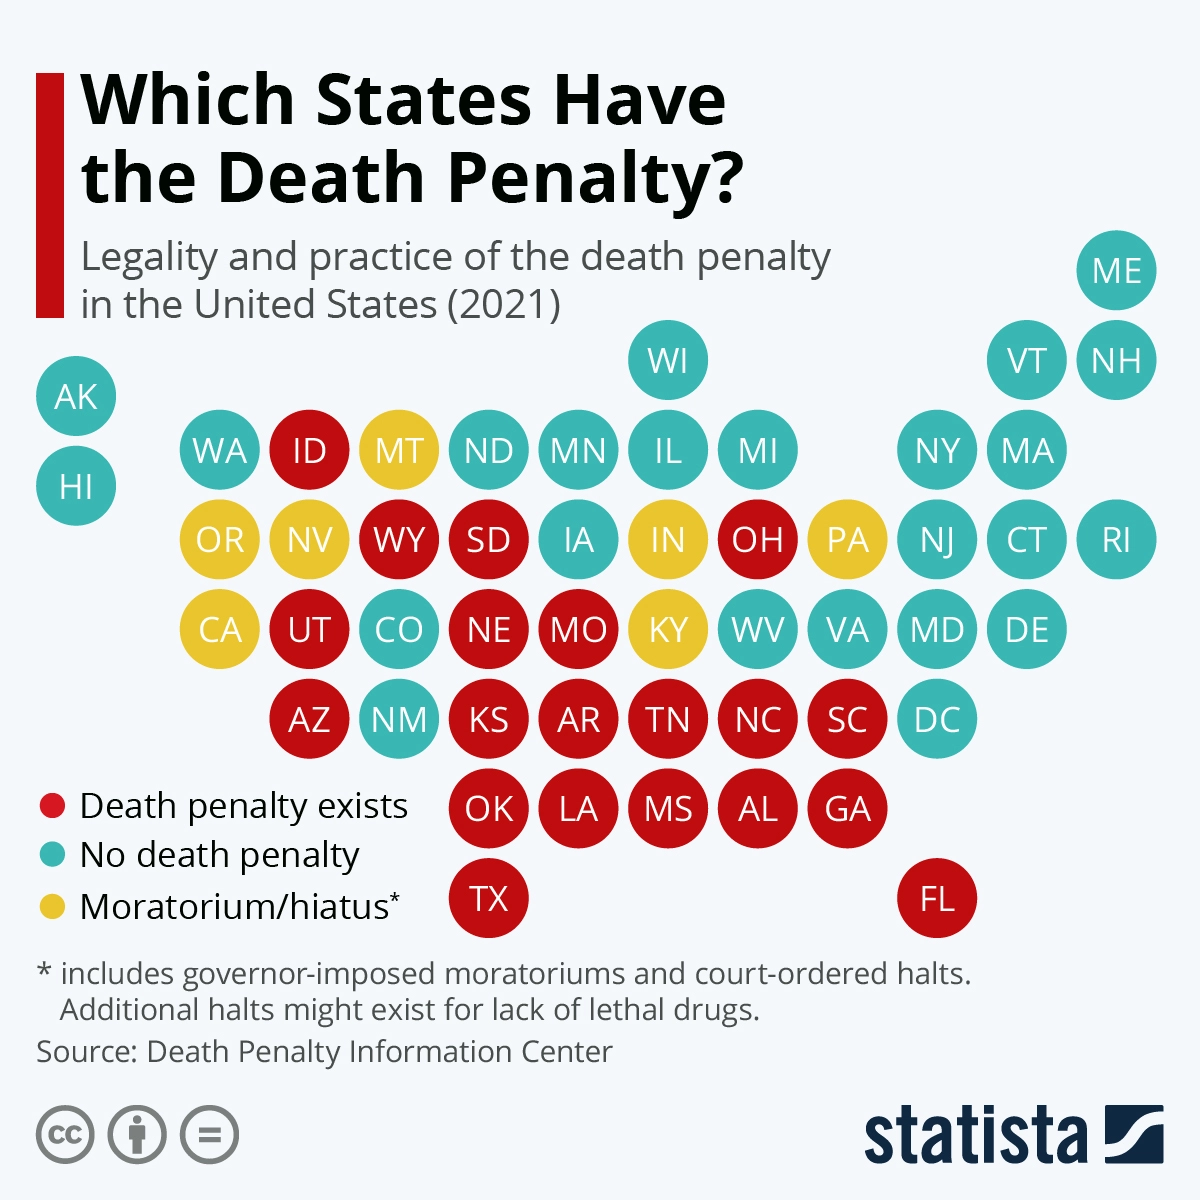 Which States Have
the Death Penalty?
Legality and practice of the death penalty
in the United States (2021)
ME
WI VT NH
AK
WA ID MT ND MN IL MI NY MA
HI
OR NV WY SD IA IN OH PA NJ CT RI
CA UT CO NE MO KY WV VA MD DE
AZ NM KS AR TN NC SC DC
Death penalty exists
OK LA MS AL GA
No death penalty
Moratorium/hiatus*
TX FL
* includes governor-imposed moratoriums and court-ordered halts.
Additional halts might exist for lack of lethal drugs.
Source: Death Penalty Information Center
cc
statista